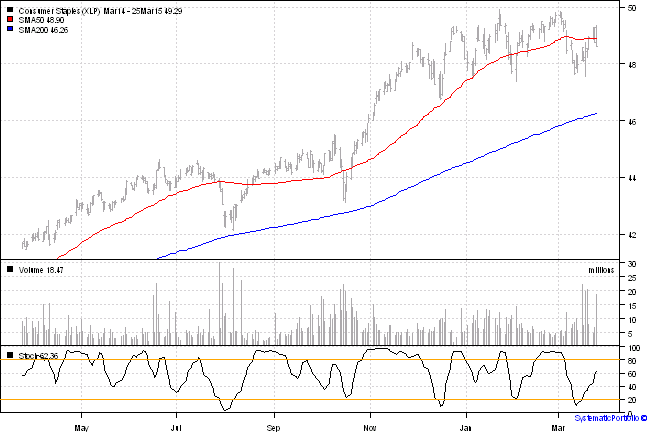 Consumer Staples (XLP) Mar14 - 25Mar15 49.29
SMA50 48.90
SMA200 46.26
50
48
46
44
42
Volume 18.47
millions
30
25
20
15
10
5
Stoch 62.36
100
80
60
40
20
0
May
Jul
Sep
Nov
Jan
Mar
SystematicPortfolio ©